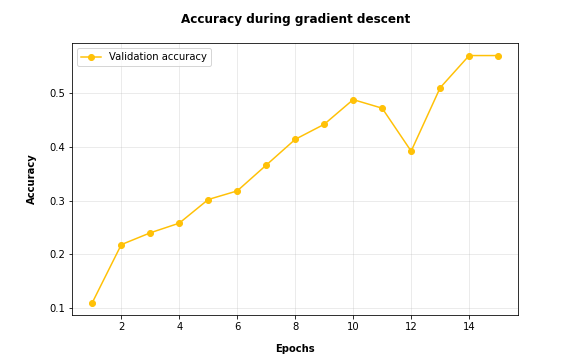 Accuracy during gradient descent
Validation accuracy
Accuracy
0.5
0.4
0.3
0.2
0.1
2 4 6 8 10 12 14
Epochs